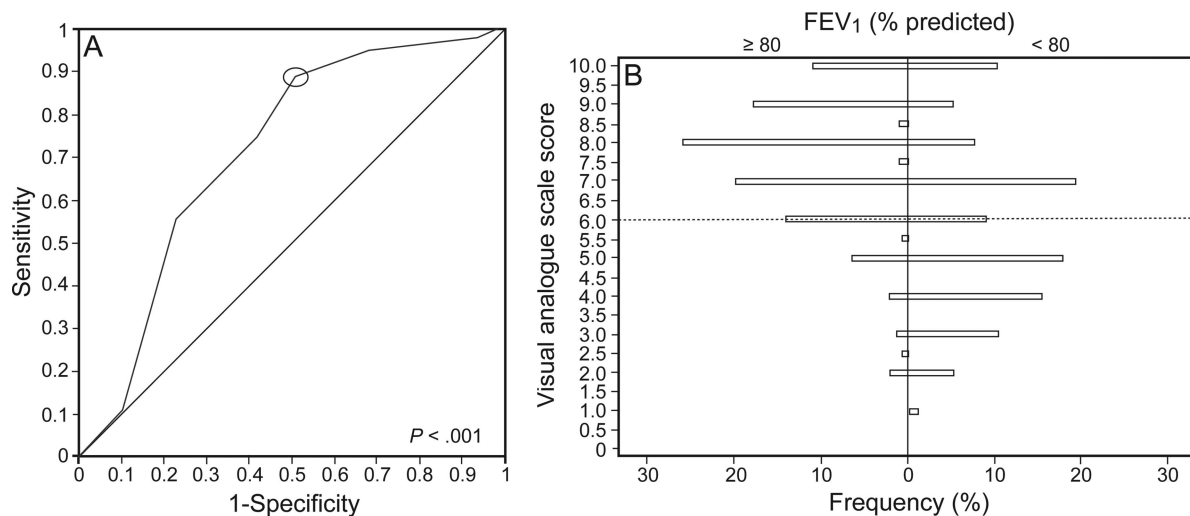 A
Sensitivity
1
0.9
0.8
0.7
0.6
0.5
0.4
0.3
0.2
0.1
0
P < .001
0 0.1 0.2 0.3 0.4 0.5 0.6 0.7 0.8 0.9 1
1-Specificity
FEV₁ (% predicted)
≥ 80 < 80
B
Visual analogue scale score
10.0
9.5
9.0
8.5
8.0
7.5
7.0
6.5
6.0
5.5
5.0
4.5
4.0
3.5
3.0
2.5
2.0
1.5
1.0
0.5
0
30 20 10 0 10 20 30
Frequency (%)